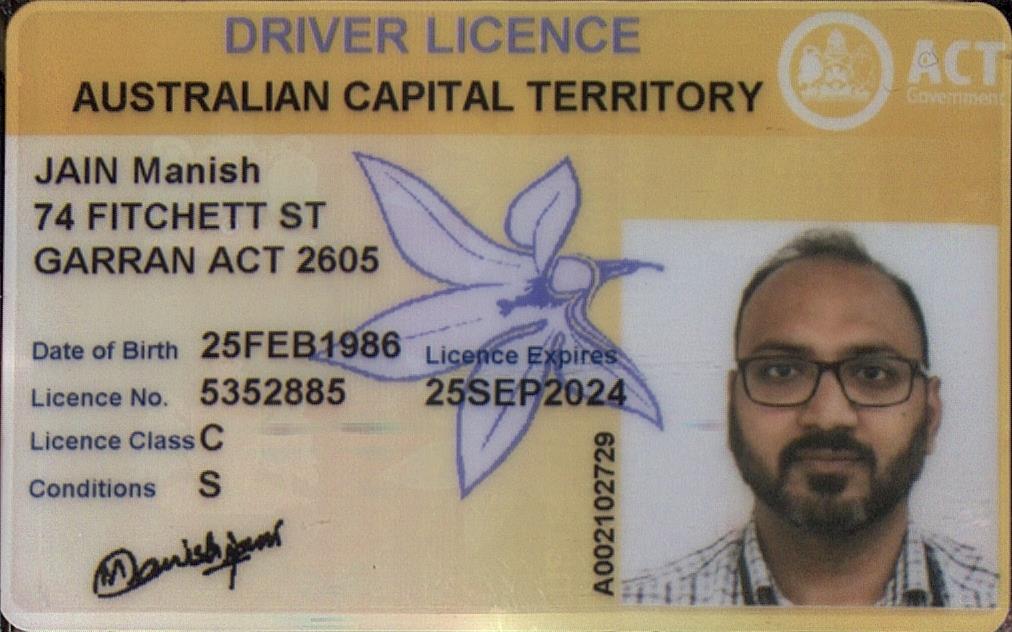 DRIVER LICENCE
AUSTRALIAN CAPITAL TERRITORY
ACT
Government
JAIN Manish
74 FITCHETT ST
GARRAN ACT 2605
Date of Birth 25FEB1986
Licence Expires
Licence No. 5352885 25SEP2024
Licence Class C
Conditions S
A002102729
Manish Jain